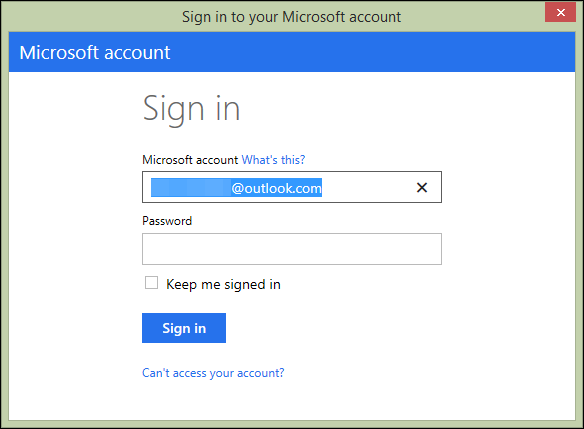 Sign in to your Microsoft account
Microsoft account
Sign in
Microsoft account What's this?
@outlook.com
Password
Keep me signed in
Sign in
Can't access your account?